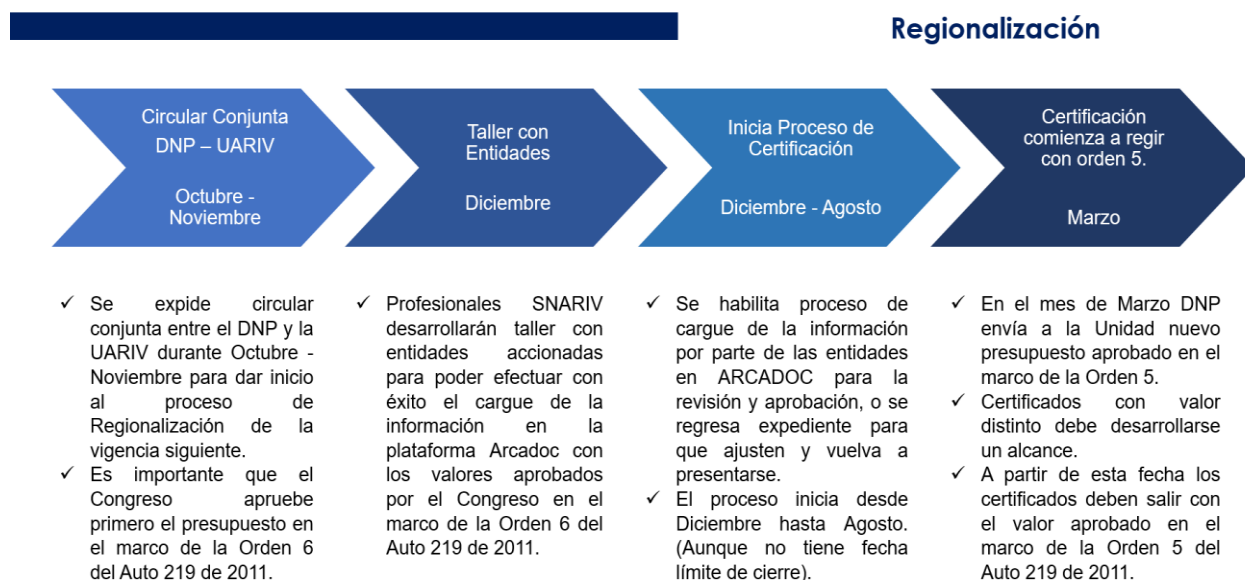 Regionalización
Circular Conjunta
DNP – UARIV
Octubre -
Noviembre
Taller con
Entidades
Diciembre
Inicia Proceso de
Certificación
Diciembre - Agosto
Certificación
comienza a regir
con orden 5.
Marzo
✓ Se expide circular
conjunta entre el DNP y la
UARIV durante Octubre -
Noviembre para dar inicio
al proceso de
Regionalización de la
vigencia siguiente.
✓ Es importante que el
Congreso apruebe
primero el presupuesto en
el marco de la Orden 6
del Auto 219 de 2011.
✓ Profesionales SNARIV
desarrollarán taller con
entidades accionadas
para poder efectuar con
éxito el cargue de la
información en la
plataforma Arcadoc con
los valores aprobados
por el Congreso en el
marco de la Orden 6 del
Auto 219 de 2011.
✓ Se habilita proceso de
cargue de la información
por parte de las entidades
en ARCADOC para la
revisión y aprobación, o se
regresa expediente para
que ajusten y vuelva a
presentarse.
✓ El proceso inicia desde
Diciembre hasta Agosto.
(Aunque no tiene fecha
límite de cierre).
✓ En el mes de Marzo DNP
envía a la Unidad nuevo
presupuesto aprobado en el
marco de la Orden 5.
✓ Certificados con valor
distinto debe desarrollarse
un alcance.
✓ A partir de esta fecha los
certificados deben salir con
el valor aprobado en el
marco de la Orden 5 del
Auto 219 de 2011.